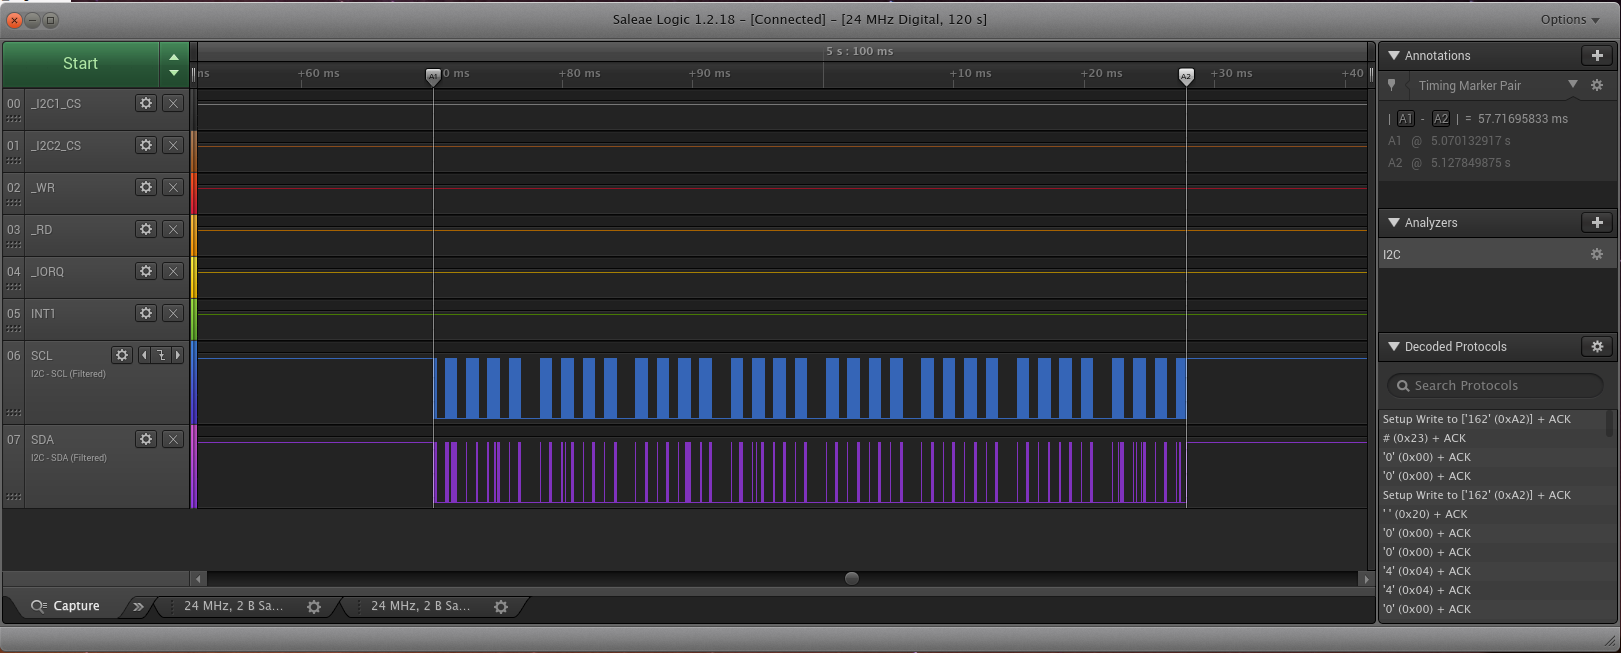 Saleae Logic 1.2.18 – [Connected] – [24 MHz Digital, 120 s]
Options
Start
5 s : 100 ms
ms
+60 ms
0 ms
+80 ms
+90 ms
+10 ms
+20 ms
+30 ms
+40
A1
A2
00 _I2C1_CS
01 _I2C2_CS
02 _WR
03 _RD
04 _IORQ
05 INT1
06 SCL
I2C - SCL (Filtered)
07 SDA
I2C - SDA (Filtered)
Capture
24 MHz, 2 B Sa...
24 MHz, 2 B Sa...
Annotations
Timing Marker Pair
| A1 - A2 | = 57.71695833 ms
A1 @ 5.070132917 s
A2 @ 5.127849875 s
Analyzers
I2C
Decoded Protocols
Search Protocols
Setup Write to ['162' (0xA2)] + ACK
# (0x23) + ACK
'0' (0x00) + ACK
'0' (0x00) + ACK
Setup Write to ['162' (0xA2)] + ACK
' ' (0x20) + ACK
'0' (0x00) + ACK
'0' (0x00) + ACK
'4' (0x04) + ACK
'4' (0x04) + ACK
'0' (0x00) + ACK